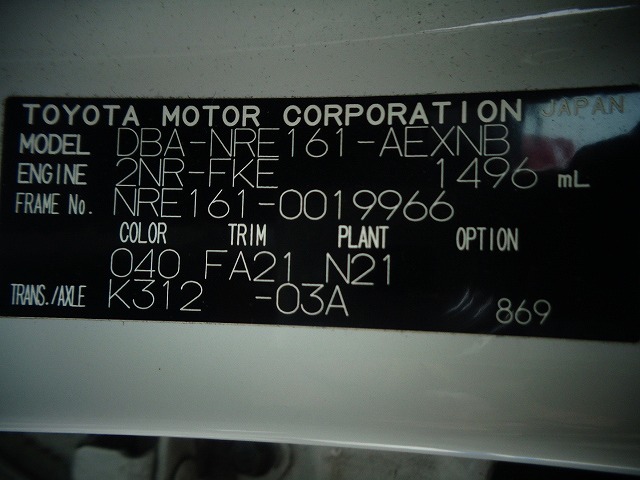 TOYOTA MOTOR CORPORATION JAPAN
MODEL DBA-NRE161-AEXNB
ENGINE 2NR-FKE 1496 mL
FRAME No. NRE161-0019966
COLOR TRIM PLANT OPTION
040 FA21 N21
TRANS./AXLE K312 -03A 869